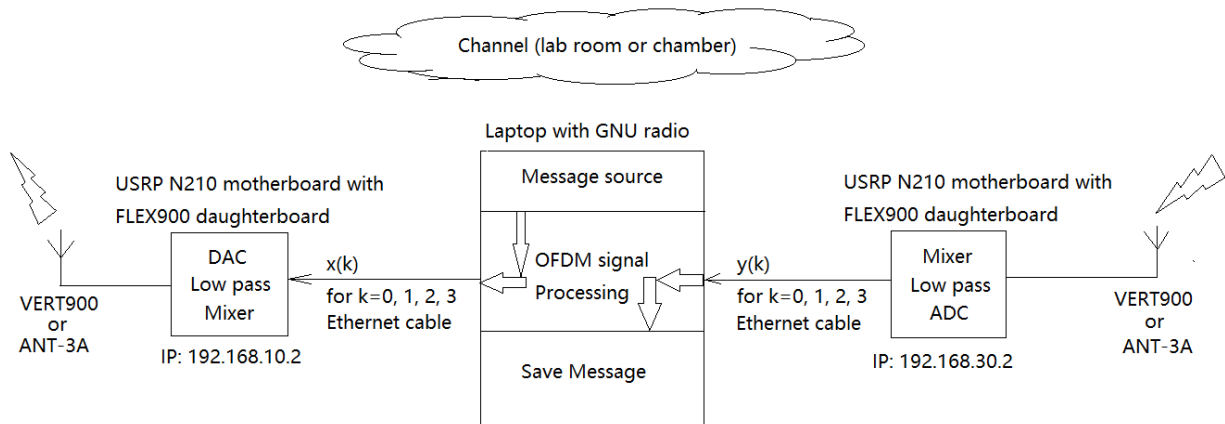 Channel (lab room or chamber)
Laptop with GNU radio
Message source
OFDM signal
Processing
Save Message
USRP N210 motherboard with
FLEX900 daughterboard
DAC
Low pass
Mixer
IP: 192.168.10.2
VERT900
or
ANT-3A
x(k)
for k=0, 1, 2, 3
Ethernet cable
y(k)
for k=0, 1, 2, 3
Ethernet cable
USRP N210 motherboard with
FLEX900 daughterboard
Mixer
Low pass
ADC
IP: 192.168.30.2
VERT900
or
ANT-3A